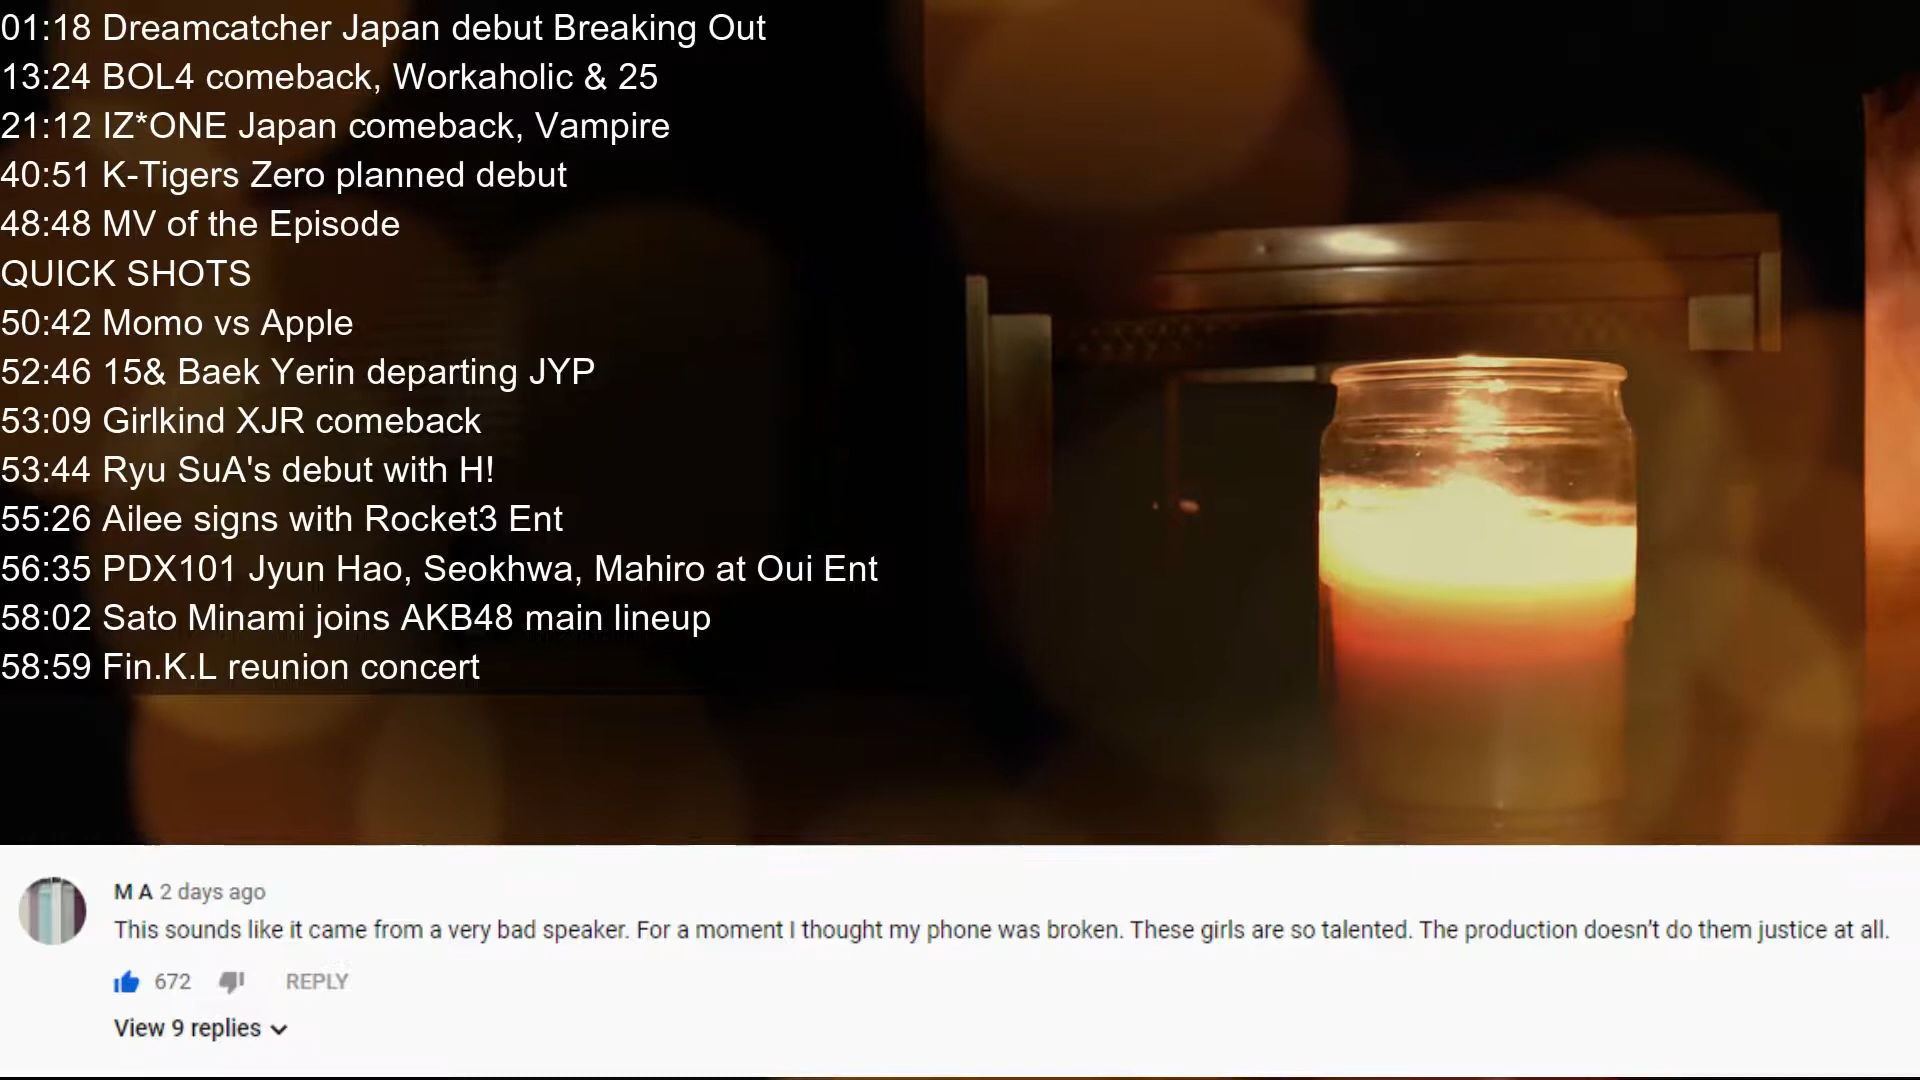 01:18 Dreamcatcher Japan debut Breaking Out
13:24 BOL4 comeback, Workaholic & 25
21:12 IZ*ONE Japan comeback, Vampire
40:51 K-Tigers Zero planned debut
48:48 MV of the Episode
QUICK SHOTS
50:42 Momo vs Apple
52:46 15& Baek Yerin departing JYP
53:09 Girlkind XJR comeback
53:44 Ryu SuA's debut with H!
55:26 Ailee signs with Rocket3 Ent
56:35 PDX101 Jyun Hao, Seokhwa, Mahiro at Oui Ent
58:02 Sato Minami joins AKB48 main lineup
58:59 Fin.K.L reunion concert
M A 2 days ago
This sounds like it came from a very bad speaker. For a moment I thought my phone was broken. These girls are so talented. The production doesn't do them justice at all.
672 REPLY
View 9 replies